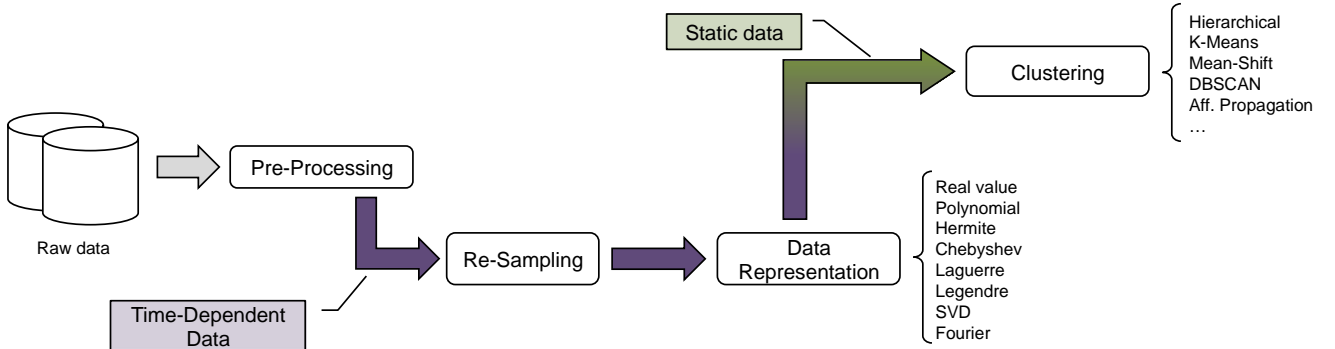 Static data
Clustering
Hierarchical
K-Means
Mean-Shift
DBSCAN
Aff. Propagation
…
Raw data
Pre-Processing
Re-Sampling
Data
Representation
Real value
Polynomial
Hermite
Chebyshev
Laguerre
Legendre
SVD
Fourier
Time-Dependent
Data